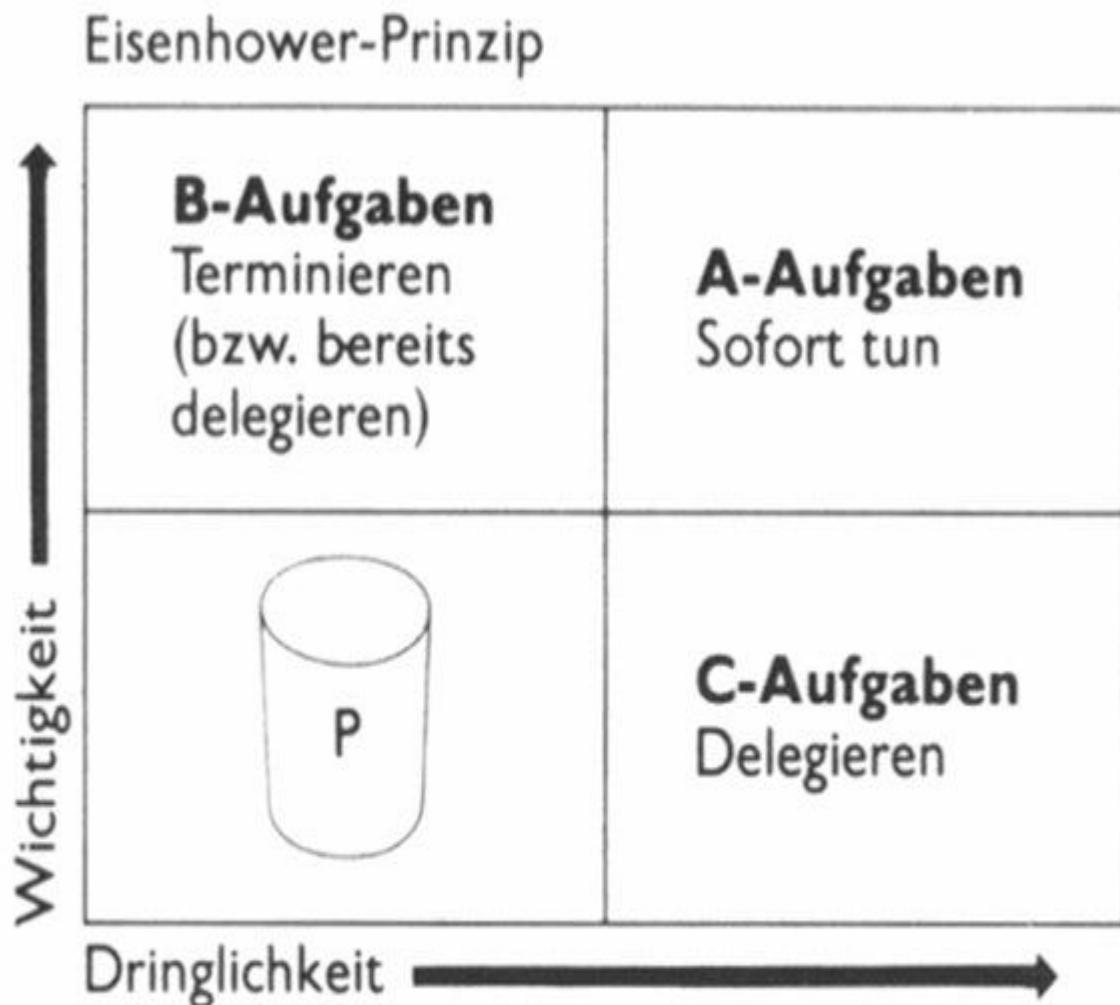 Eisenhower-Prinzip
B-Aufgaben
Terminieren
(bzw. bereits
delegieren)
A-Aufgaben
Sofort tun
P
C-Aufgaben
Delegieren
Wichtigkeit
Dringlichkeit